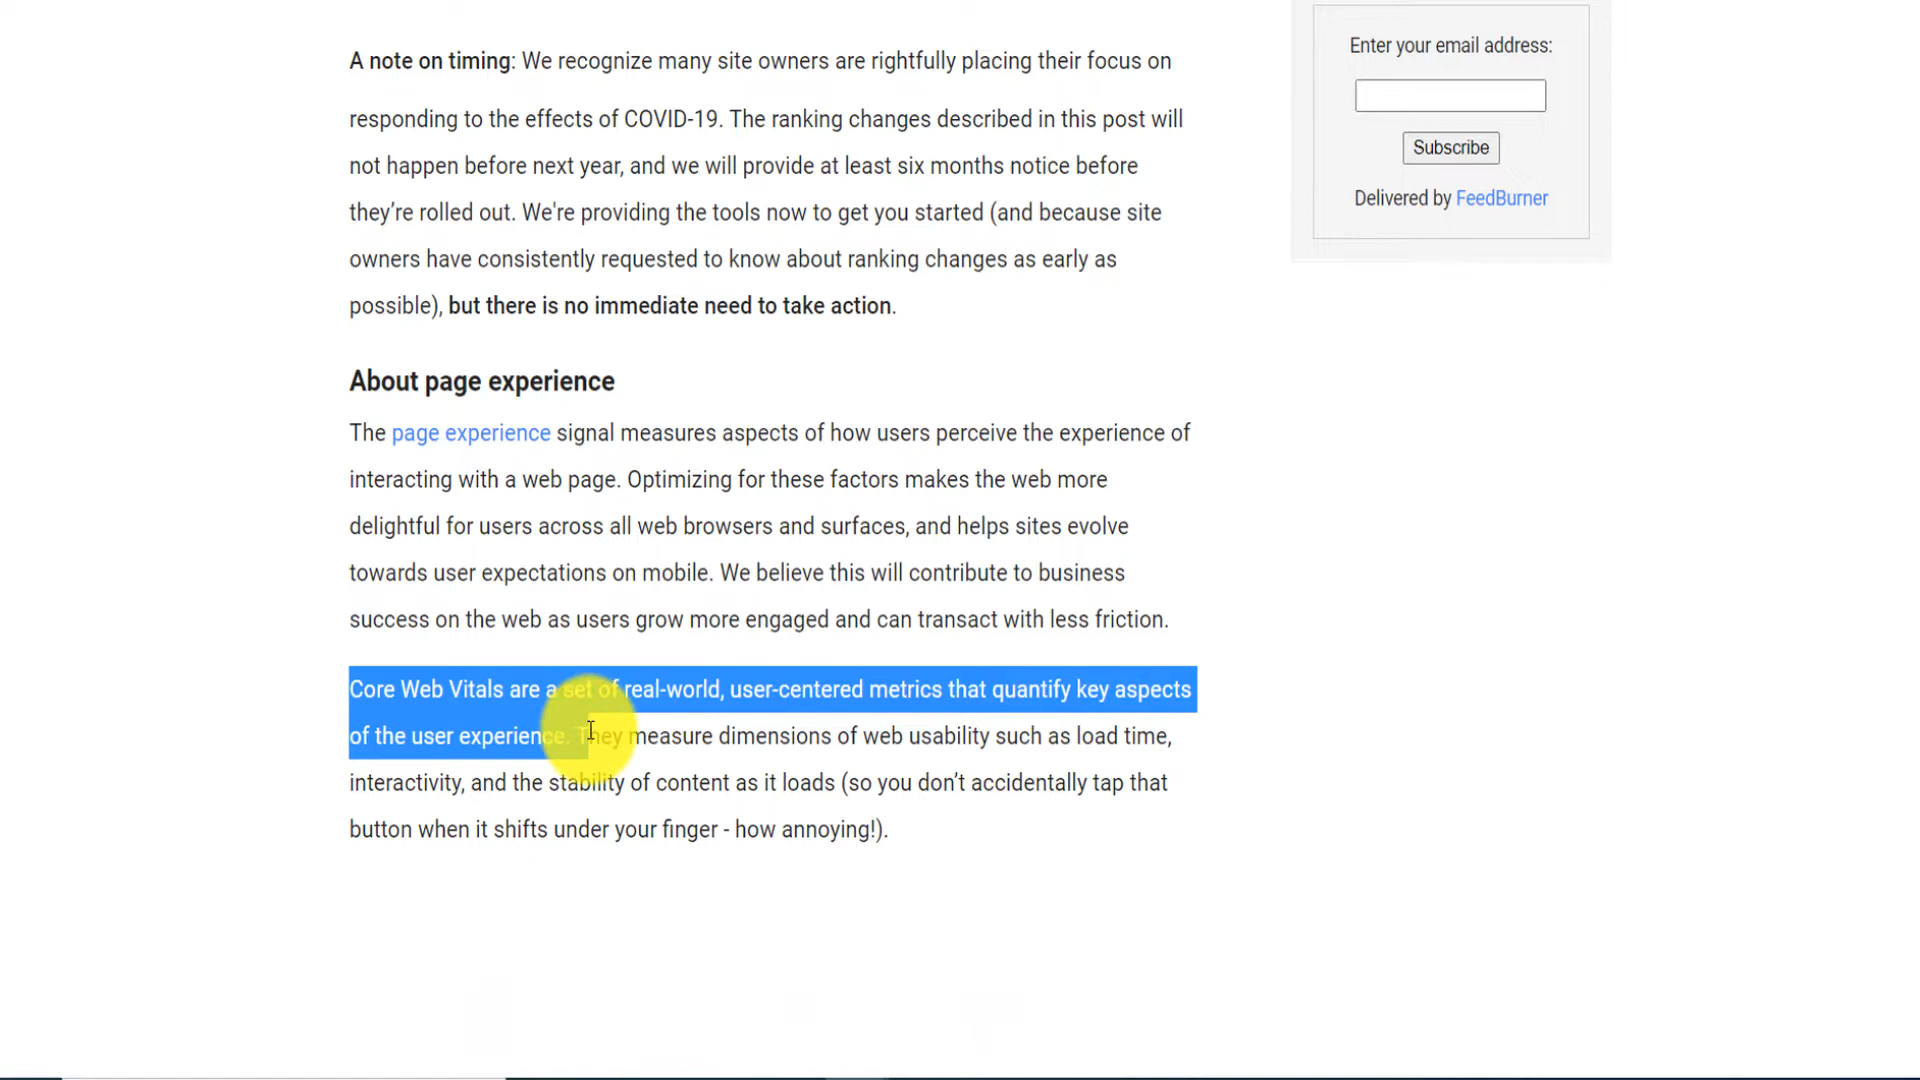 A note on timing: We recognize many site owners are rightfully placing their focus on
responding to the effects of COVID-19. The ranking changes described in this post will
not happen before next year, and we will provide at least six months notice before
they’re rolled out. We're providing the tools now to get you started (and because site
owners have consistently requested to know about ranking changes as early as
possible), but there is no immediate need to take action.
About page experience
The page experience signal measures aspects of how users perceive the experience of
interacting with a web page. Optimizing for these factors makes the web more
delightful for users across all web browsers and surfaces, and helps sites evolve
towards user expectations on mobile. We believe this will contribute to business
success on the web as users grow more engaged and can transact with less friction.
Core Web Vitals are a set of real-world, user-centered metrics that quantify key aspects
of the user experience. They measure dimensions of web usability such as load time,
interactivity, and the stability of content as it loads (so you don’t accidentally tap that
button when it shifts under your finger - how annoying!).
Enter your email address:
Subscribe
Delivered by FeedBurner